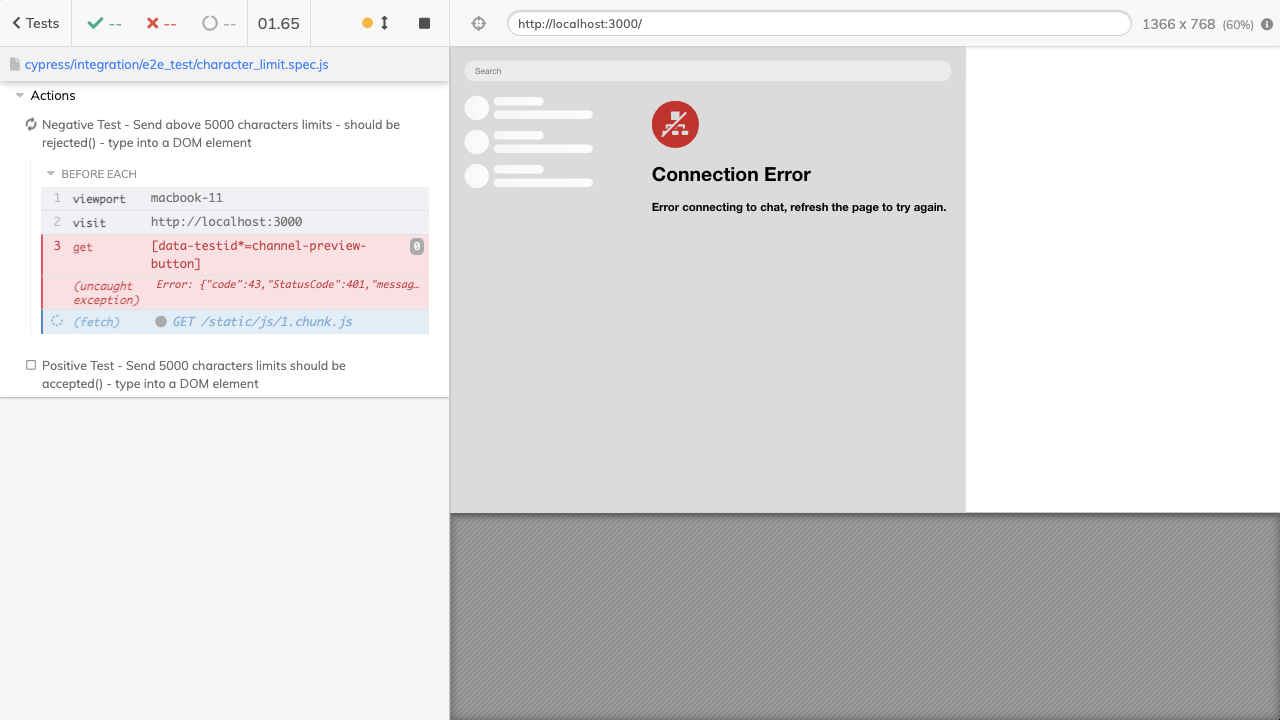 Tests
--
--
--
01.65
http://localhost:3000/
1366 x 768 (60%)
cypress/integration/e2e_test/character_limit.spec.js
Actions
Negative Test - Send above 5000 characters limits - should be
rejected() - type into a DOM element
BEFORE EACH
1 viewport macbook-11
2 visit http://localhost:3000
3 get [data-testid*=channel-preview-
button]
0
(uncaught
exception)
Error: {"code":43,"StatusCode":401,"messag…
(fetch) GET /static/js/1.chunk.js
Positive Test - Send 5000 characters limits should be
accepted() - type into a DOM element
Search
Connection Error
Error connecting to chat, refresh the page to try again.